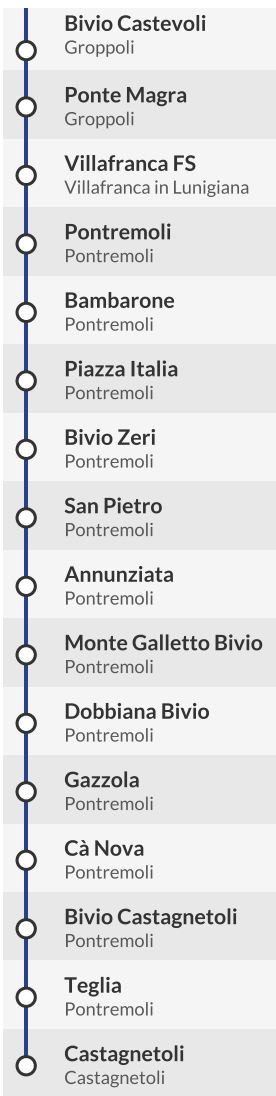 Bivio Castevoli
Groppoli
Ponte Magra
Groppoli
Villafranca FS
Villafranca in Lunigiana
Pontremoli
Pontremoli
Bambarone
Pontremoli
Piazza Italia
Pontremoli
Bivio Zeri
Pontremoli
San Pietro
Pontremoli
Annunziata
Pontremoli
Monte Galletto Bivio
Pontremoli
Dobbiana Bivio
Pontremoli
Gazzola
Pontremoli
Cà Nova
Pontremoli
Bivio Castagnetoli
Pontremoli
Teglia
Pontremoli
Castagnetoli
Castagnetoli